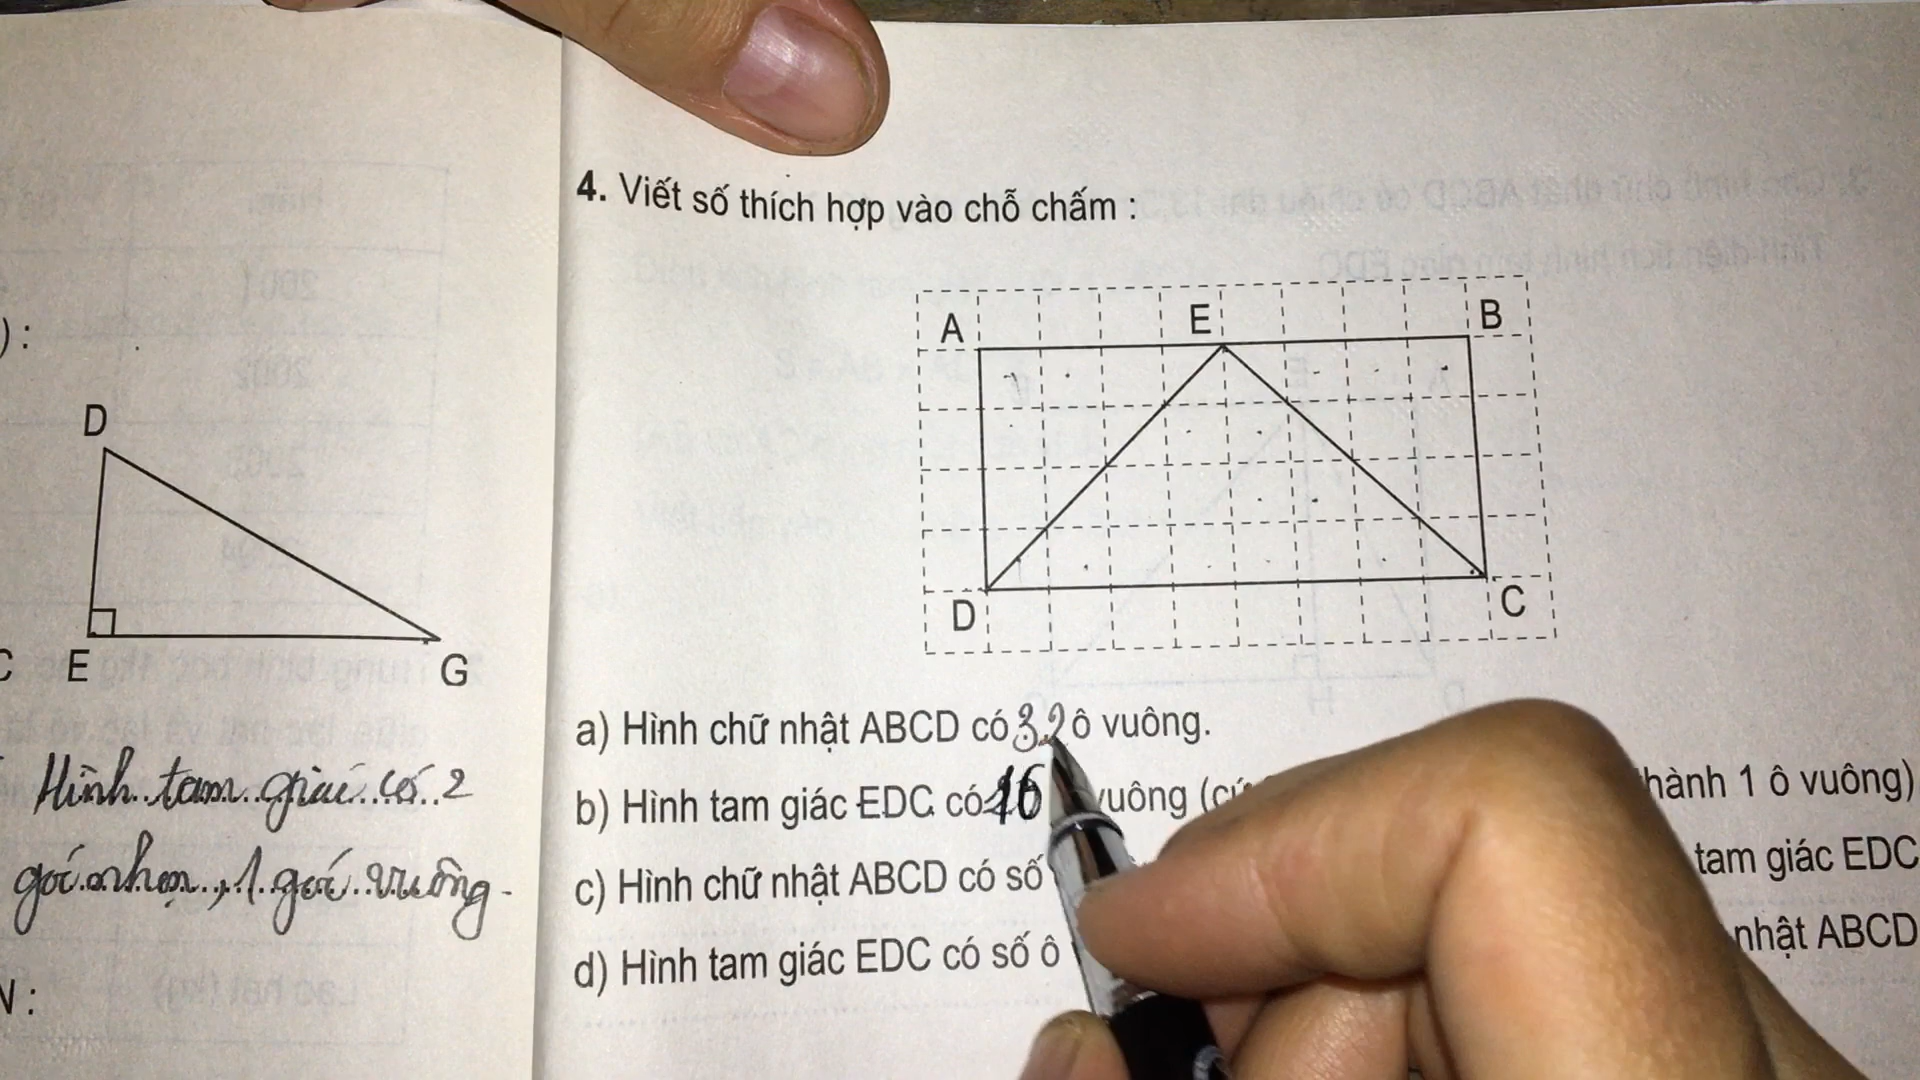 4. Viết số thích hợp vào chỗ chấm :
A E B
D C
a) Hình chữ nhật ABCD có 32 ô vuông.
b) Hình tam giác EDC có 16 vuông (cứ hành 1 ô vuông)
c) Hình chữ nhật ABCD có số tam giác EDC
d) Hình tam giác EDC có số ô nhật ABCD
) :
D
E G
C
Hình tam giác có 2
góc nhọn, 1 góc vuông.
N :